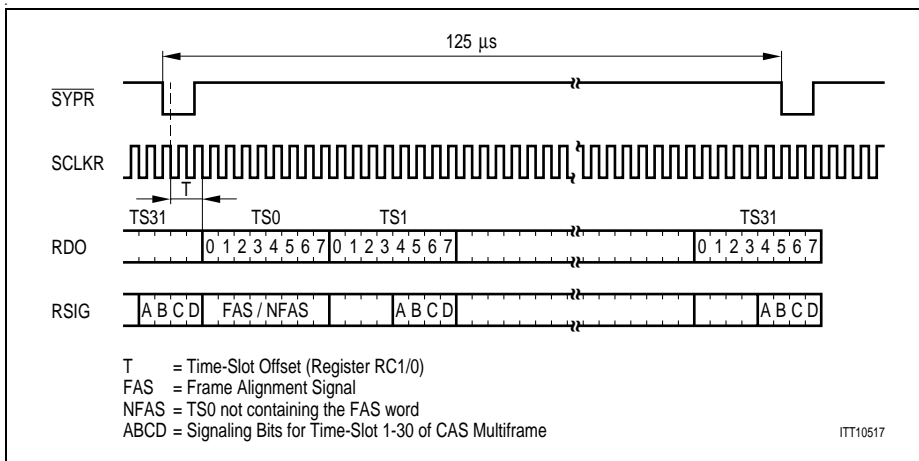 125 µs
SYPR
SCLKR
T
TS31 TS0 TS1 TS31
RDO 0 1 2 3 4 5 6 7 0 1 2 3 4 5 6 7 0 1 2 3 4 5 6 7
RSIG A B C D FAS / NFAS A B C D A B C D
T = Time-Slot Offset (Register RC1/0)
FAS = Frame Alignment Signal
NFAS = TS0 not containing the FAS word
ABCD = Signaling Bits for Time-Slot 1-30 of CAS Multiframe
ITT10517